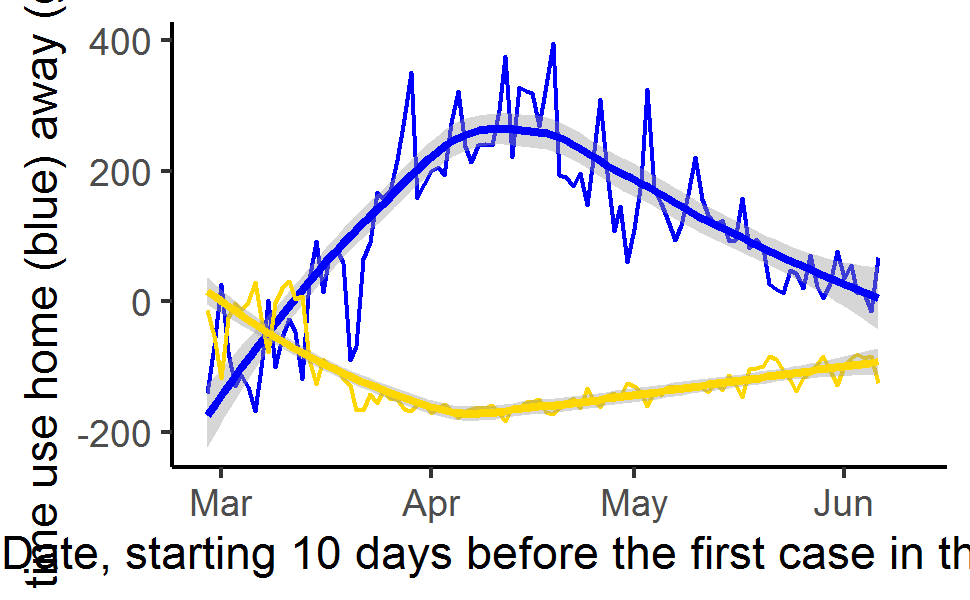 time use home (blue) away (
400
200
0
-200
Mar Apr May Jun
Date, starting 10 days before the first case in th